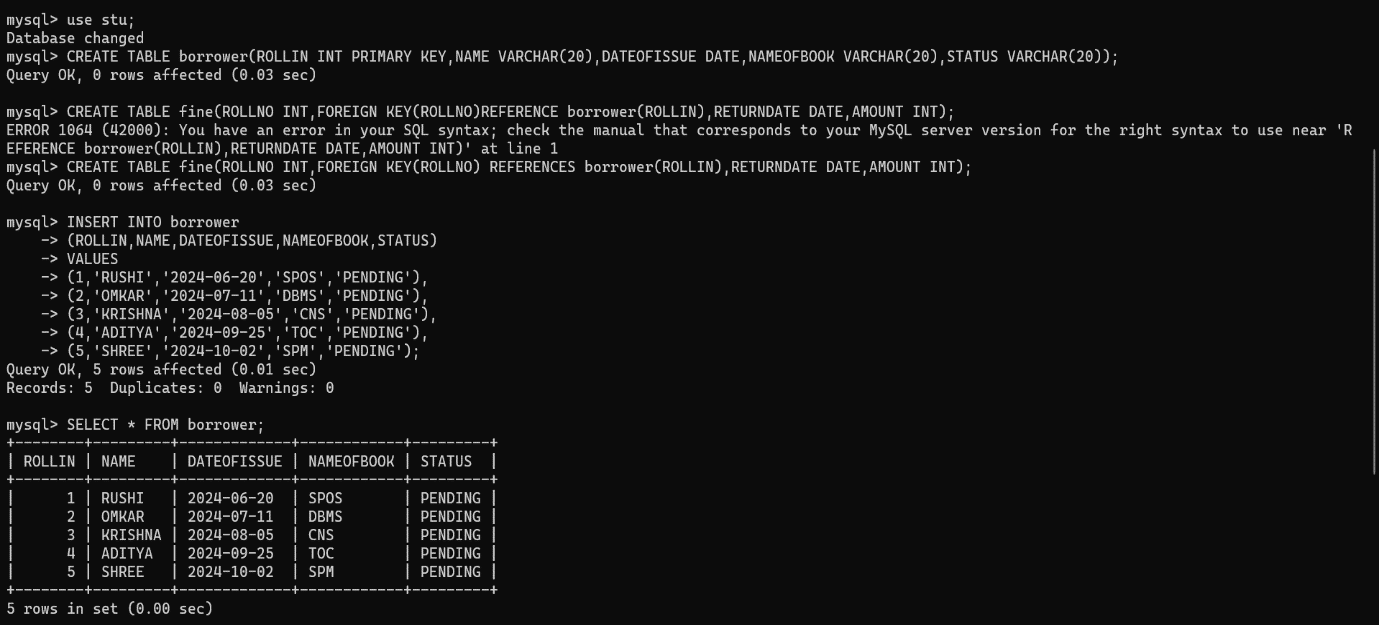 mysql> use stu;
Database changed
mysql> CREATE TABLE borrower(ROLLIN INT PRIMARY KEY,NAME VARCHAR(20),DATEOFISSUE DATE,NAMEOFBOOK VARCHAR(20),STATUS VARCHAR(20));
Query OK, 0 rows affected (0.03 sec)

mysql> CREATE TABLE fine(ROLLNO INT,FOREIGN KEY(ROLLNO)REFERENCE borrower(ROLLIN),RETURNDATE DATE,AMOUNT INT);
ERROR 1064 (42000): You have an error in your SQL syntax; check the manual that corresponds to your MySQL server version for the right syntax to use near 'R
EFERENCE borrower(ROLLIN),RETURNDATE DATE,AMOUNT INT)' at line 1
mysql> CREATE TABLE fine(ROLLNO INT,FOREIGN KEY(ROLLNO) REFERENCES borrower(ROLLIN),RETURNDATE DATE,AMOUNT INT);
Query OK, 0 rows affected (0.03 sec)

mysql> INSERT INTO borrower
    -> (ROLLIN,NAME,DATEOFISSUE,NAMEOFBOOK,STATUS)
    -> VALUES
    -> (1,'RUSHI','2024-06-20','SPOS','PENDING'),
    -> (2,'OMKAR','2024-07-11','DBMS','PENDING'),
    -> (3,'KRISHNA','2024-08-05','CNS','PENDING'),
    -> (4,'ADITYA','2024-09-25','TOC','PENDING'),
    -> (5,'SHREE','2024-10-02','SPM','PENDING');
Query OK, 5 rows affected (0.01 sec)
Records: 5  Duplicates: 0  Warnings: 0

mysql> SELECT * FROM borrower;
+--------+---------+-------------+------------+---------+
| ROLLIN | NAME    | DATEOFISSUE | NAMEOFBOOK | STATUS  |
+--------+---------+-------------+------------+---------+
|      1 | RUSHI   | 2024-06-20  | SPOS       | PENDING |
|      2 | OMKAR   | 2024-07-11  | DBMS       | PENDING |
|      3 | KRISHNA | 2024-08-05  | CNS        | PENDING |
|      4 | ADITYA  | 2024-09-25  | TOC        | PENDING |
|      5 | SHREE   | 2024-10-02  | SPM        | PENDING |
+--------+---------+-------------+------------+---------+
5 rows in set (0.00 sec)